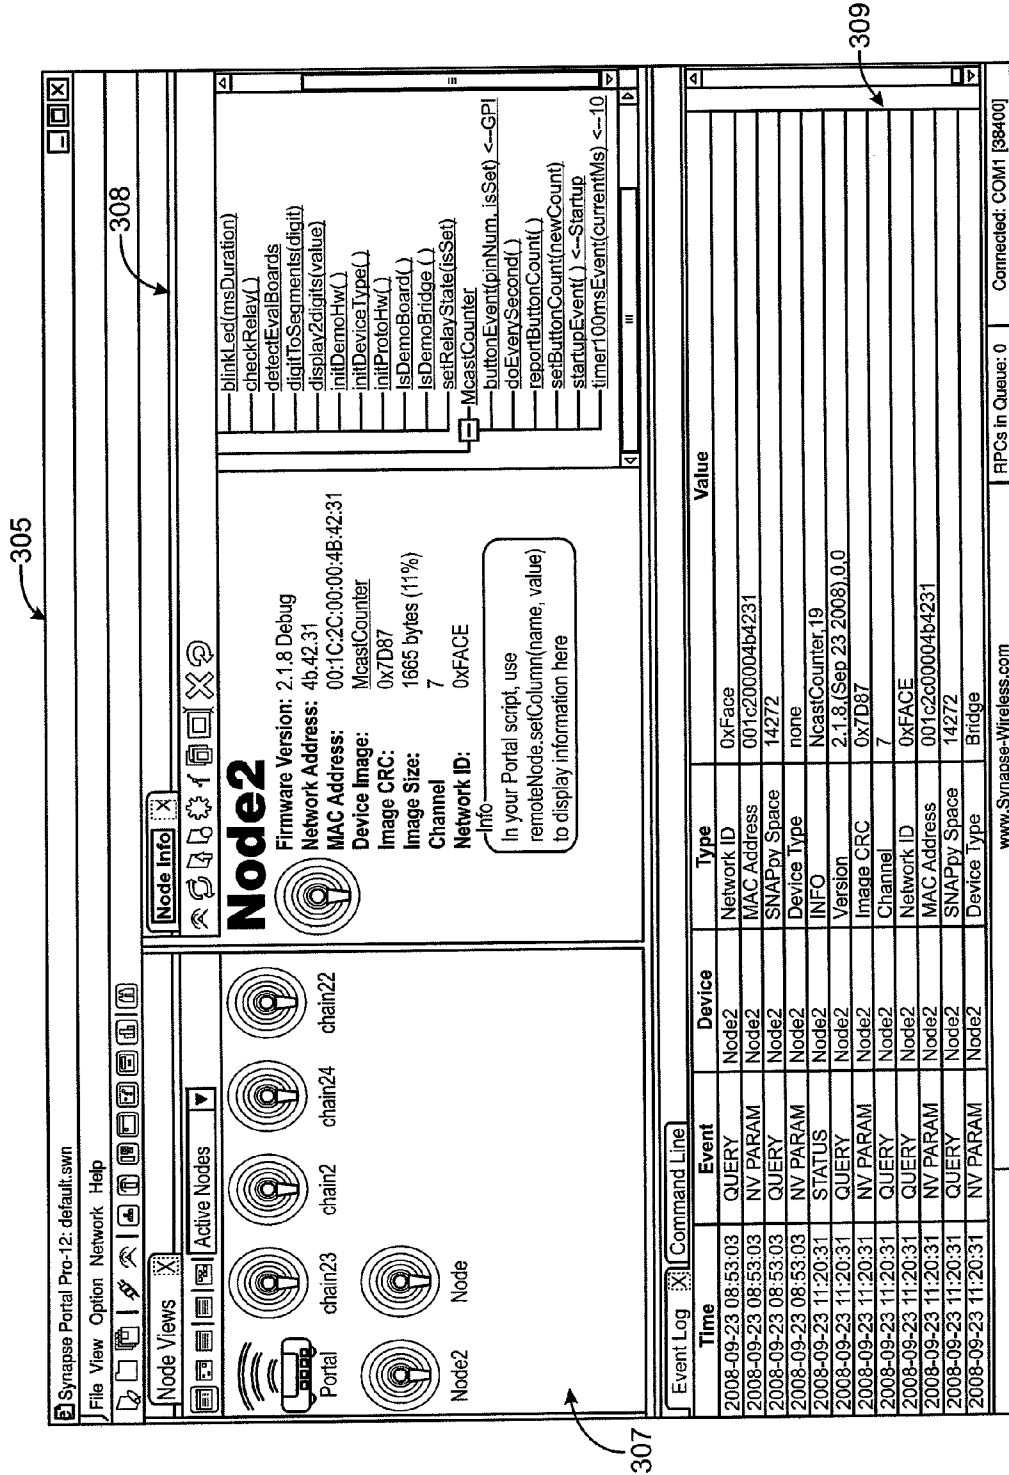 305
308
Synapse Portal Pro-12: default.swn
File View Option Network Help
Node Views X
Active Nodes
Portal
chain23
chain2
chain24
chain22
Node2
Node
307
Node Info X
Node2
Firmware Version: 2.1.8 Debug
Network Address: 4b.42.31
MAC Address: 00:1C:2C:00:00:4B:42:31
Device Image: McastCounter
Image CRC: 0x7D87
Image Size: 1665 bytes (11%)
Channel 7
Network ID: 0xFACE
Info
In your Portal script, use
remoteNode.setColumn(name, value)
to display information here
blinkLed(msDuration)
checkRelay( )
detectEvalBoards
digitToSegments(digit)
display2digits(value)
initDemoHw( )
initDeviceType( )
initProtoHw( )
IsDemoBoard( )
IsDemoBridge ( )
setRelayState(isSet)
McastCounter
buttonEvent(pinNum, isSet) <--GPI
doEverySecond( )
reportButtonCount( )
setButtonCount(newCount)
startupEvent( ) <--Startup
timer100msEvent(currentMs) <--10
309
Event Log X Command Line
Time Event Device Type Value
2008-09-23 08:53:03 QUERY Node2 Network ID 0xFace
2008-09-23 08:53:03 NV PARAM Node2 MAC Address 001c200004b4231
2008-09-23 08:53:03 QUERY Node2 SNAPpy Space 14272
2008-09-23 08:53:03 NV PARAM Node2 Device Type none
2008-09-23 11:20:31 STATUS Node2 INFO NcastCounter,19
2008-09-23 11:20:31 QUERY Node2 Version 2.1.8,(Sep 23 2008),0,0
2008-09-23 11:20:31 NV PARAM Node2 Image CRC 0x7D87
2008-09-23 11:20:31 QUERY Node2 Channel 7
2008-09-23 11:20:31 QUERY Node2 Network ID 0xFACE
2008-09-23 11:20:31 NV PARAM Node2 MAC Address 001c2c00004b4231
2008-09-23 11:20:31 QUERY Node2 SNAPpy Space 14272
2008-09-23 11:20:31 NV PARAM Node2 Device Type Bridge
www.Synapse-Wireless.com RPCs in Queue: 0 Connected: COM1 [38400]